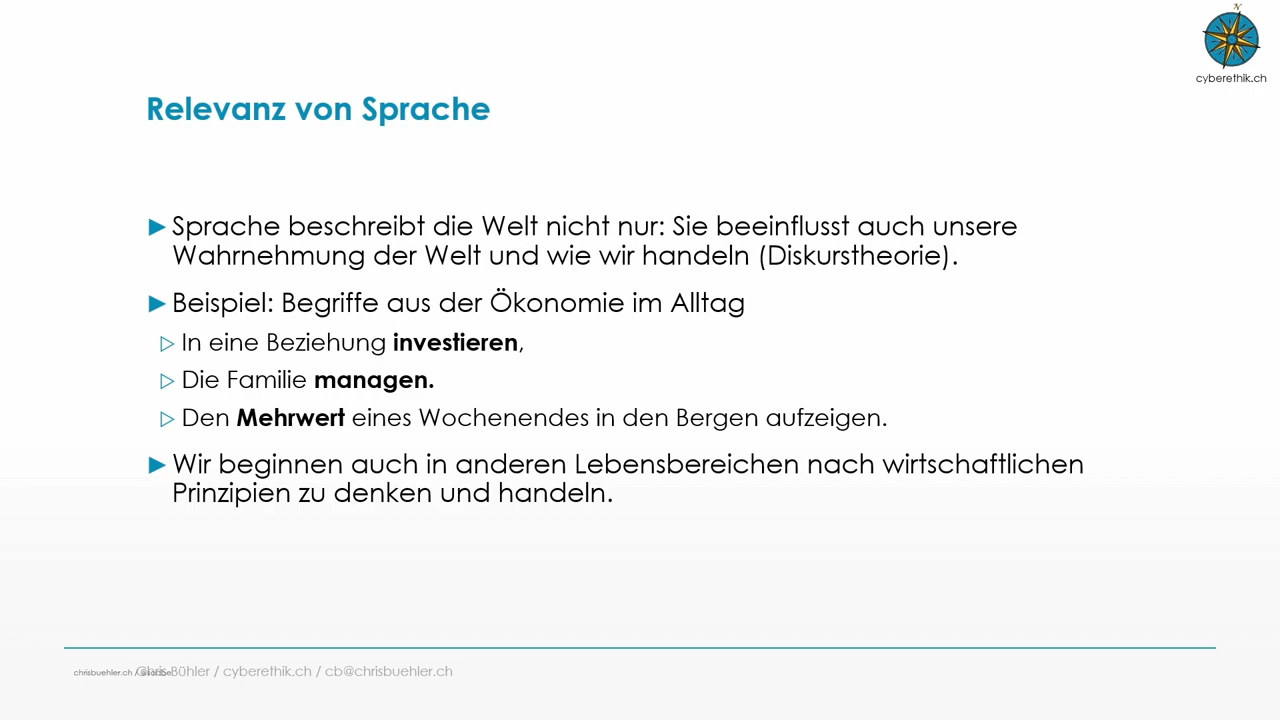 N
cyberethik.ch
Relevanz von Sprache
► Sprache beschreibt die Welt nicht nur: Sie beeinflusst auch unsere
Wahrnehmung der Welt und wie wir handeln (Diskurstheorie).
► Beispiel: Begriffe aus der Ökonomie im Alltag
▷ In eine Beziehung investieren,
▷ Die Familie managen.
▷ Den Mehrwert eines Wochenendes in den Bergen aufzeigen.
► Wir beginnen auch in anderen Lebensbereichen nach wirtschaftlichen
Prinzipien zu denken und handeln.
chrisbuehler.ch / Chris Bühler / cyberethik.ch / cb@chrisbuehler.ch